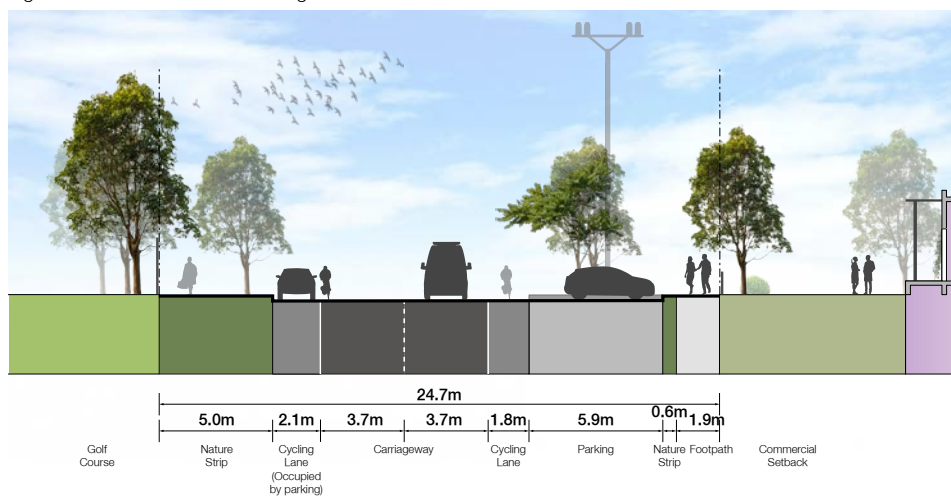 24.7m
5.0m 2.1m 3.7m 3.7m 1.8m 5.9m 0.6m 1.9m
Golf
Course
Nature
Strip
Cycling
Lane
(Occupied
by parking)
Carriageway
Cycling
Lane
Parking
Nature
Strip
Footpath
Commercial
Setback